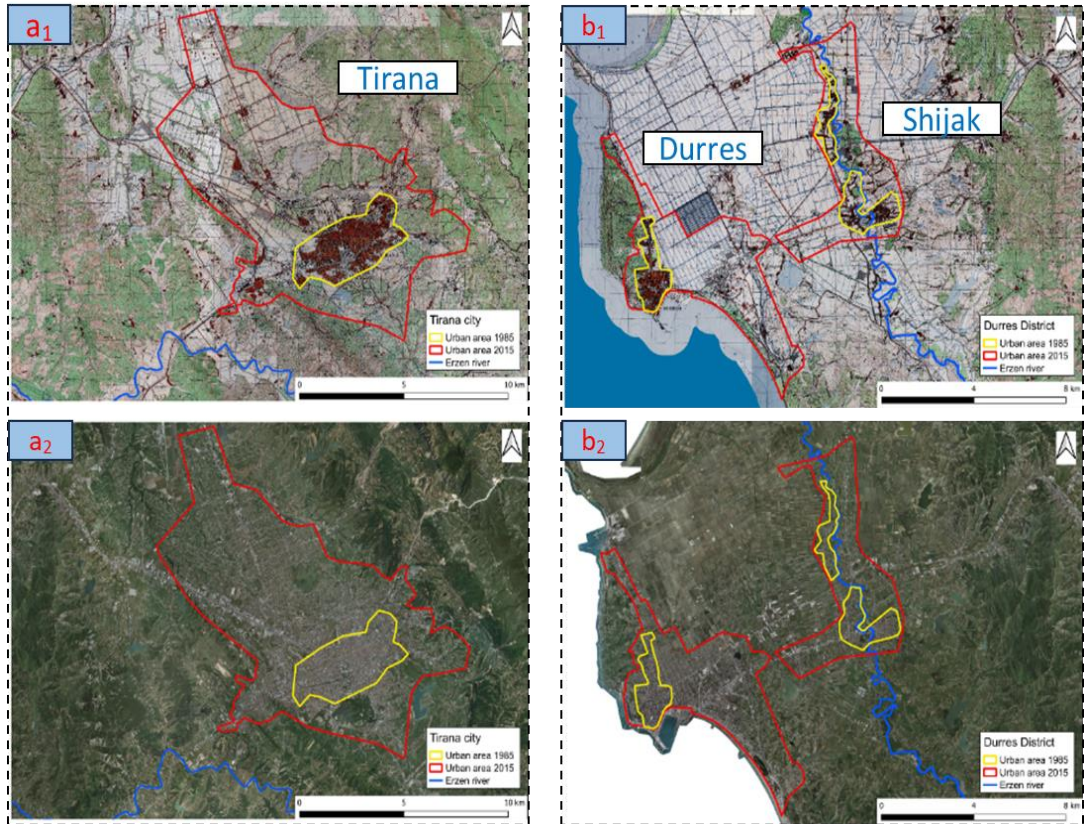 a1
Tirana
Tirana city
Urban area 1985
Urban area 2015
Erzen river
0 5 10 km
b1
Durres
Shijak
Durres District
Urban area 1985
Urban area 2015
Erzen river
0 4 8 km
a2
Tirana city
Urban area 1985
Urban area 2015
Erzen river
0 5 10 km
b2
Durres District
Urban area 1985
Urban area 2015
Erzen river
0 4 8 km